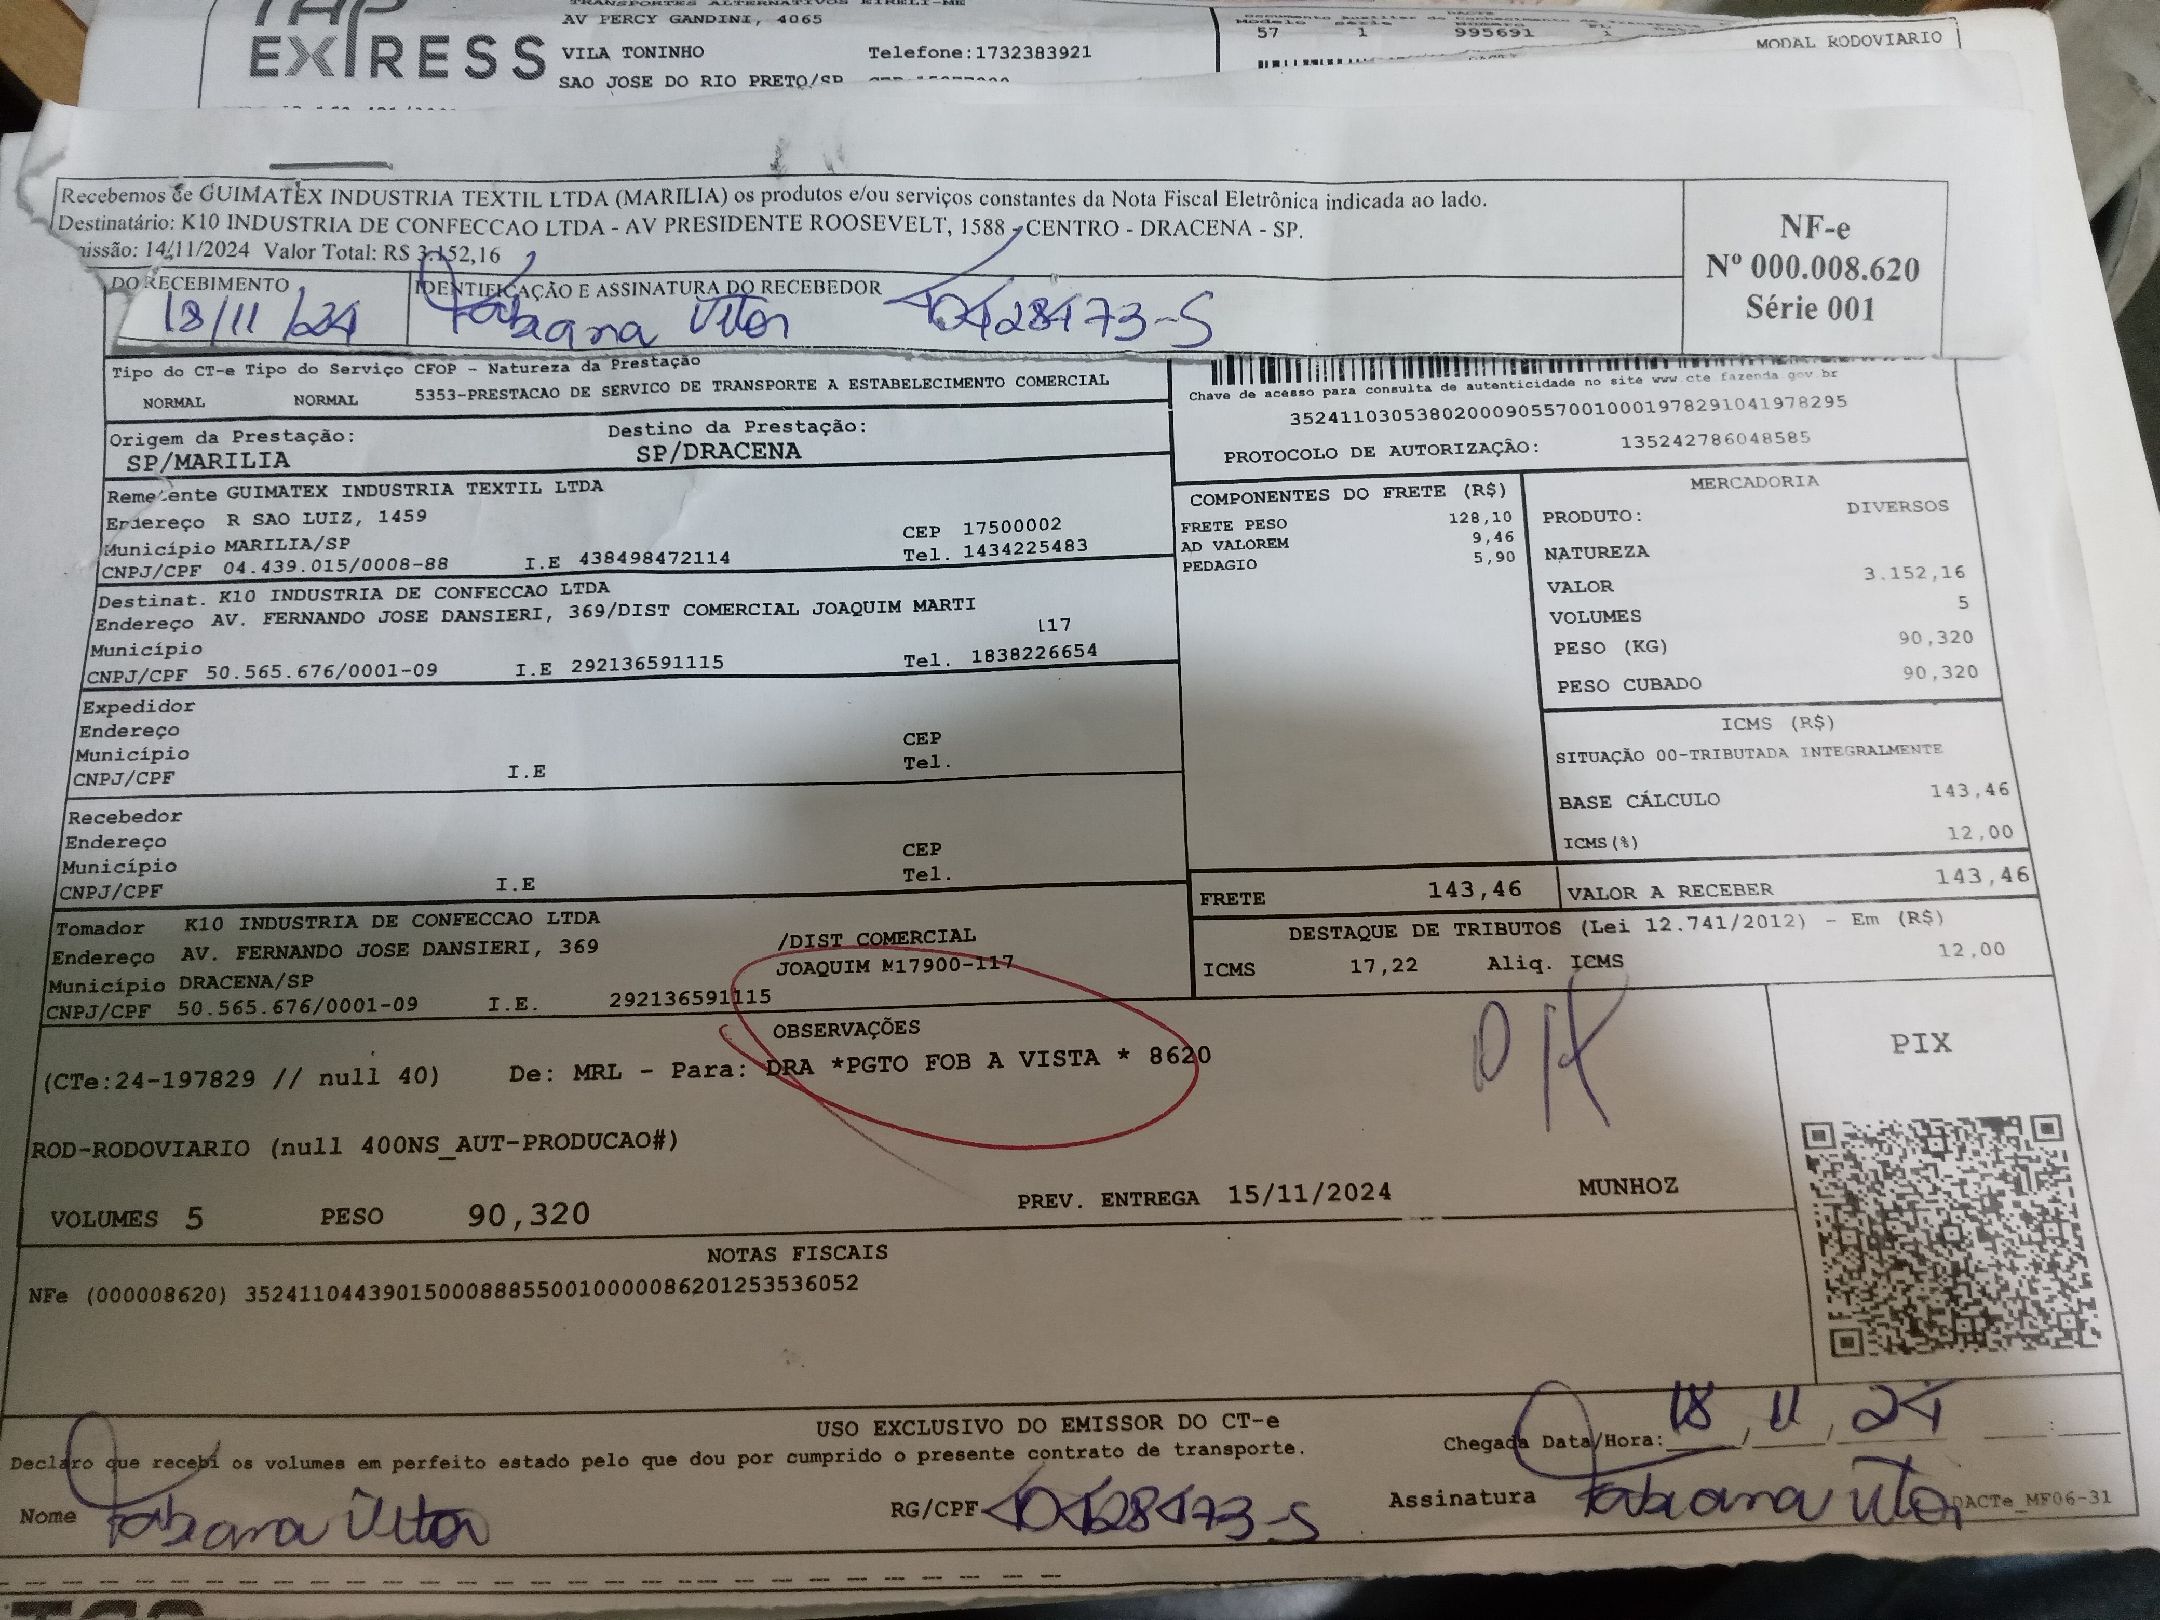 EXPRESS
AV PERCY GANDINI, 4065
VILA TONINHO Telefone:1732383921
SAO JOSE DO RIO PRETO/SP
57 1 995691
MODAL RODOVIARIO
Recebemos de GUIMATEX INDUSTRIA TEXTIL LTDA (MARILIA) os produtos e/ou serviços constantes da Nota Fiscal Eletrônica indicada ao lado.
Destinatário: K10 INDUSTRIA DE CONFECCAO LTDA - AV PRESIDENTE ROOSEVELT, 1588 - CENTRO - DRACENA - SP.
issão: 14/11/2024 Valor Total: R$ 3.152,16
NF-e
Nº 000.008.620
Série 001
DO RECEBIMENTO IDENTIFICAÇÃO E ASSINATURA DO RECEBEDOR
18/11/24 Fabiana Vitor
Tipo do CT-e Tipo do Serviço CFOP - Natureza da Prestação
NORMAL NORMAL 5353-PRESTACAO DE SERVICO DE TRANSPORTE A ESTABELECIMENTO COMERCIAL
Chave de acesso para consulta de autenticidade no site www.cte.fazenda.gov.br
35241103053802000905570010001978291041978295
PROTOCOLO DE AUTORIZAÇÃO: 135242786048585
Origem da Prestação: Destino da Prestação:
SP/MARILIA SP/DRACENA
Remetente GUIMATEX INDUSTRIA TEXTIL LTDA
Endereço R SAO LUIZ, 1459 CEP 17500002
Município MARILIA/SP Tel. 1434225483
CNPJ/CPF 04.439.015/0008-88 I.E 438498472114
Destinat. K10 INDUSTRIA DE CONFECCAO LTDA
Endereço AV. FERNANDO JOSE DANSIERI, 369/DIST COMERCIAL JOAQUIM MARTI
Município 117
CNPJ/CPF 50.565.676/0001-09 I.E 292136591115 Tel. 1838226654
Expedidor
Endereço CEP
Município Tel.
CNPJ/CPF I.E
Recebedor
Endereço CEP
Município Tel.
CNPJ/CPF I.E
Tomador K10 INDUSTRIA DE CONFECCAO LTDA
Endereço AV. FERNANDO JOSE DANSIERI, 369 /DIST COMERCIAL
Município DRACENA/SP JOAQUIM M17900-117
CNPJ/CPF 50.565.676/0001-09 I.E. 292136591115
COMPONENTES DO FRETE (R$)
FRETE PESO 128,10
AD VALOREM 9,46
PEDAGIO 5,90
MERCADORIA
PRODUTO: DIVERSOS
NATUREZA
VALOR 3.152,16
VOLUMES 5
PESO (KG) 90,320
PESO CUBADO 90,320
ICMS (R$)
SITUAÇÃO 00-TRIBUTADA INTEGRALMENTE
BASE CÁLCULO 143,46
ICMS(%) 12,00
FRETE 143,46 VALOR A RECEBER 143,46
DESTAQUE DE TRIBUTOS (Lei 12.741/2012) - Em (R$)
ICMS 17,22 Aliq. ICMS 12,00
OBSERVAÇÕES
(CTe:24-197829 // null 40) De: MRL - Para: DRA *PGTO FOB A VISTA * 8620
PIX
ROD-RODOVIARIO (null 400NS_AUT-PRODUCAO#)
VOLUMES 5 PESO 90,320 PREV. ENTREGA 15/11/2024 MUNHOZ
NOTAS FISCAIS
NFe (000008620) 35241104439015000888550010000086201253536052
USO EXCLUSIVO DO EMISSOR DO CT-e
Declaro que recebi os volumes em perfeito estado pelo que dou por cumprido o presente contrato de transporte.
Chegada Data/Hora: 18/11/24
Nome Fabiana Vitor RG/CPF Assinatura Fabiana Vitor
DACTe_MF06-31